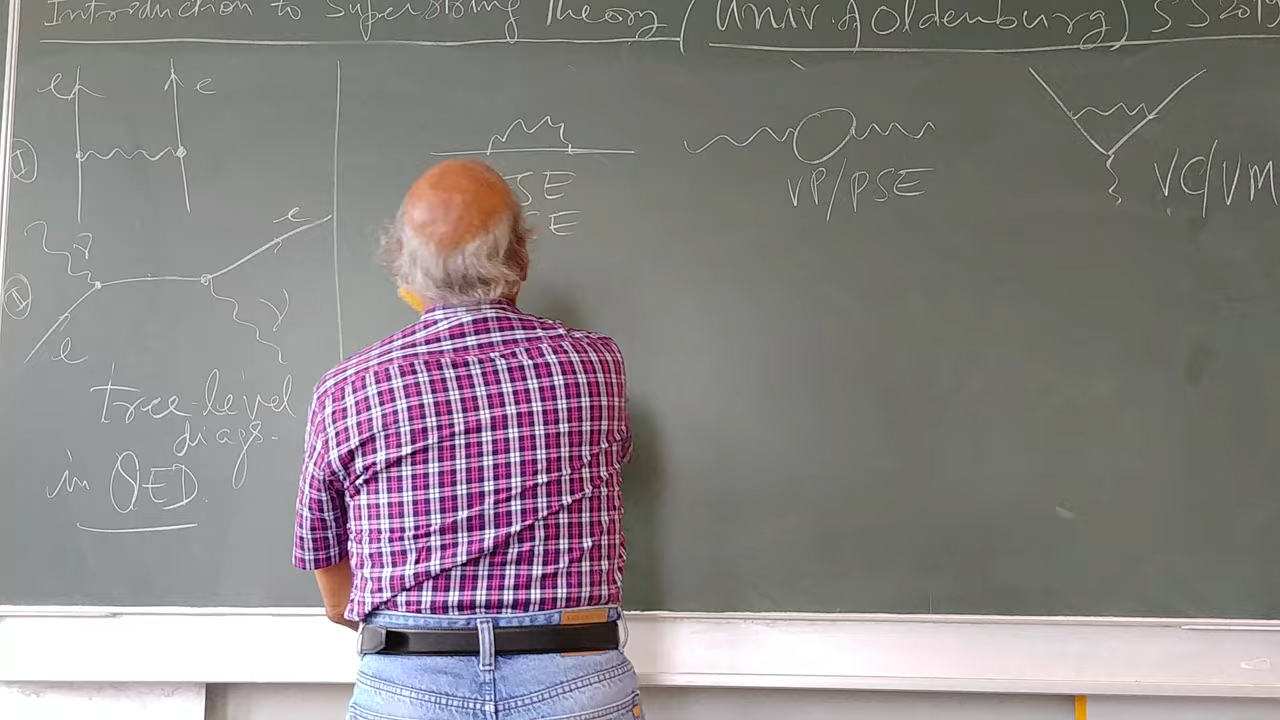 Introduction to Superstring Theory (Univ. of Oldenburg) SS 2019
e e
I
γ e
II
e γ
tree-level
diags.
in QED
SE
SE
VP/PSE
VC/VM